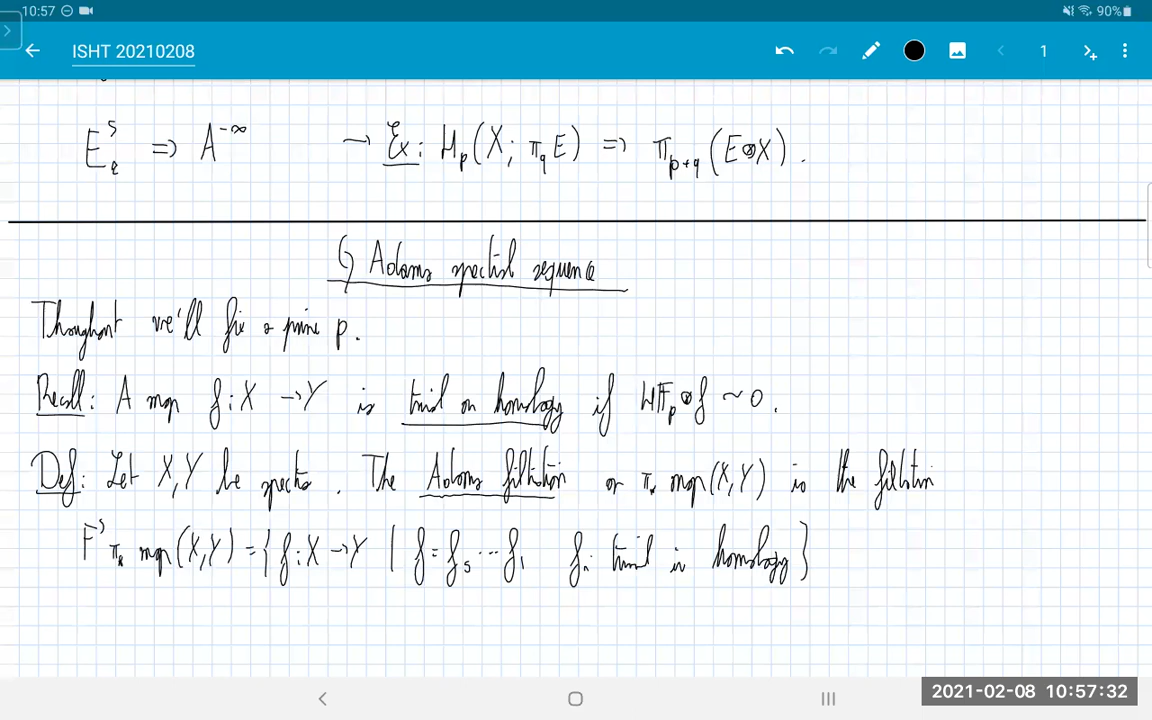 10:57
90%
ISHT 20210208
1
E^s_q => A^{-∞} → Ex: H_p(X; π_q E) => π_{p+q}(E⊗X).
§ Adams spectral sequence
Throughout we'll fix a prime p.
Recall: A map f: X → Y is trivial on homology if HF_p⊗f ~ 0.
Def: Let X, Y be spectra. The Adams filtration on π_* map(X,Y) is the filtration
F^s π_* map(X,Y) = { f: X → Y | f = f_s ... f_1 f_i trivial in homology }
2021-02-08 10:57:32